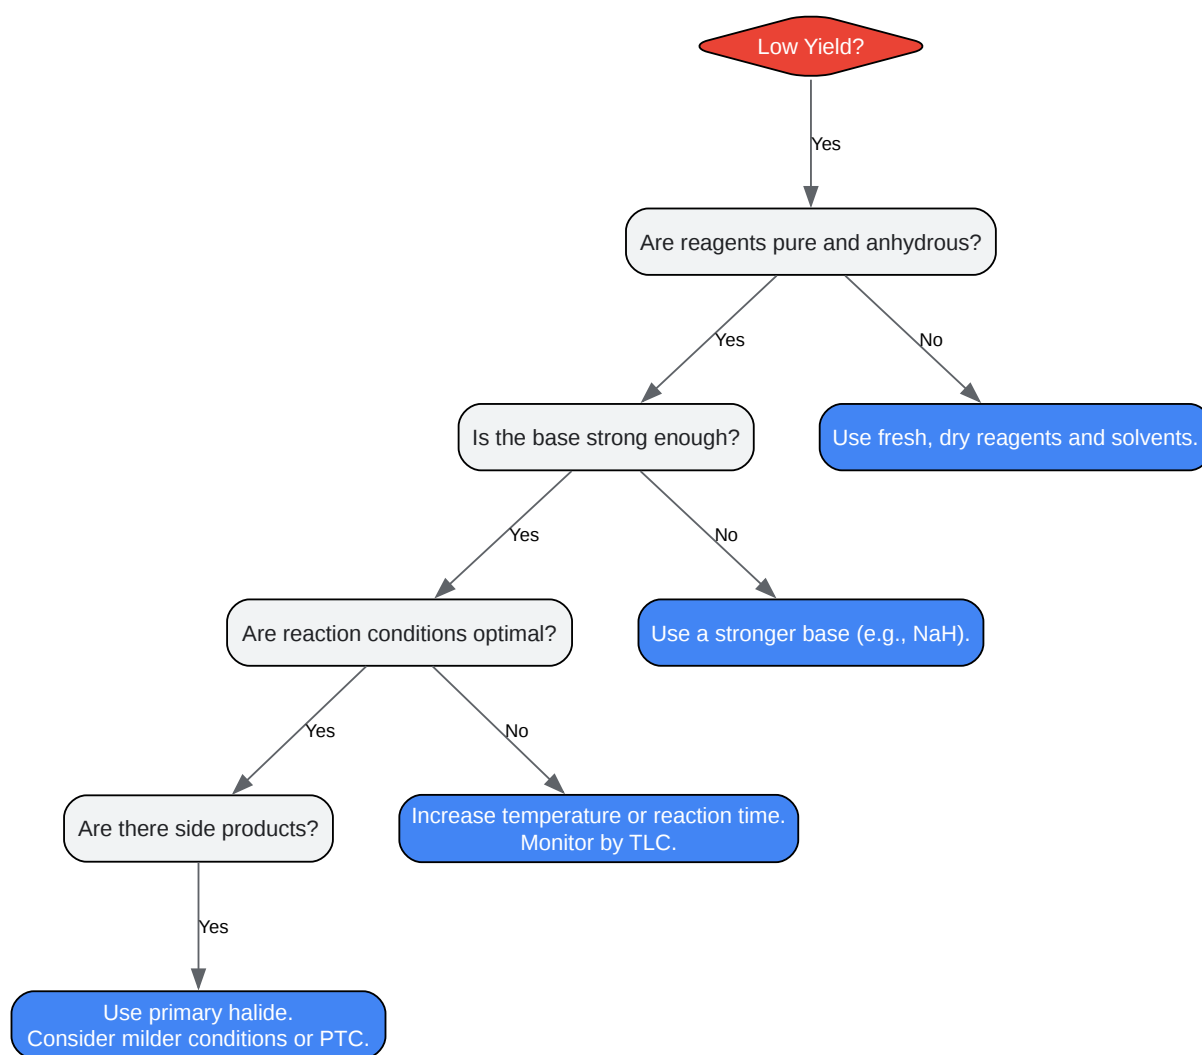 Low Yield?
Yes
Are reagents pure and anhydrous?
Yes
No
Is the base strong enough?
Use fresh, dry reagents and solvents.
Yes
No
Are reaction conditions optimal?
Use a stronger base (e.g., NaH).
Yes
No
Are there side products?
Increase temperature or reaction time.
Monitor by TLC.
Yes
Use primary halide.
Consider milder conditions or PTC.